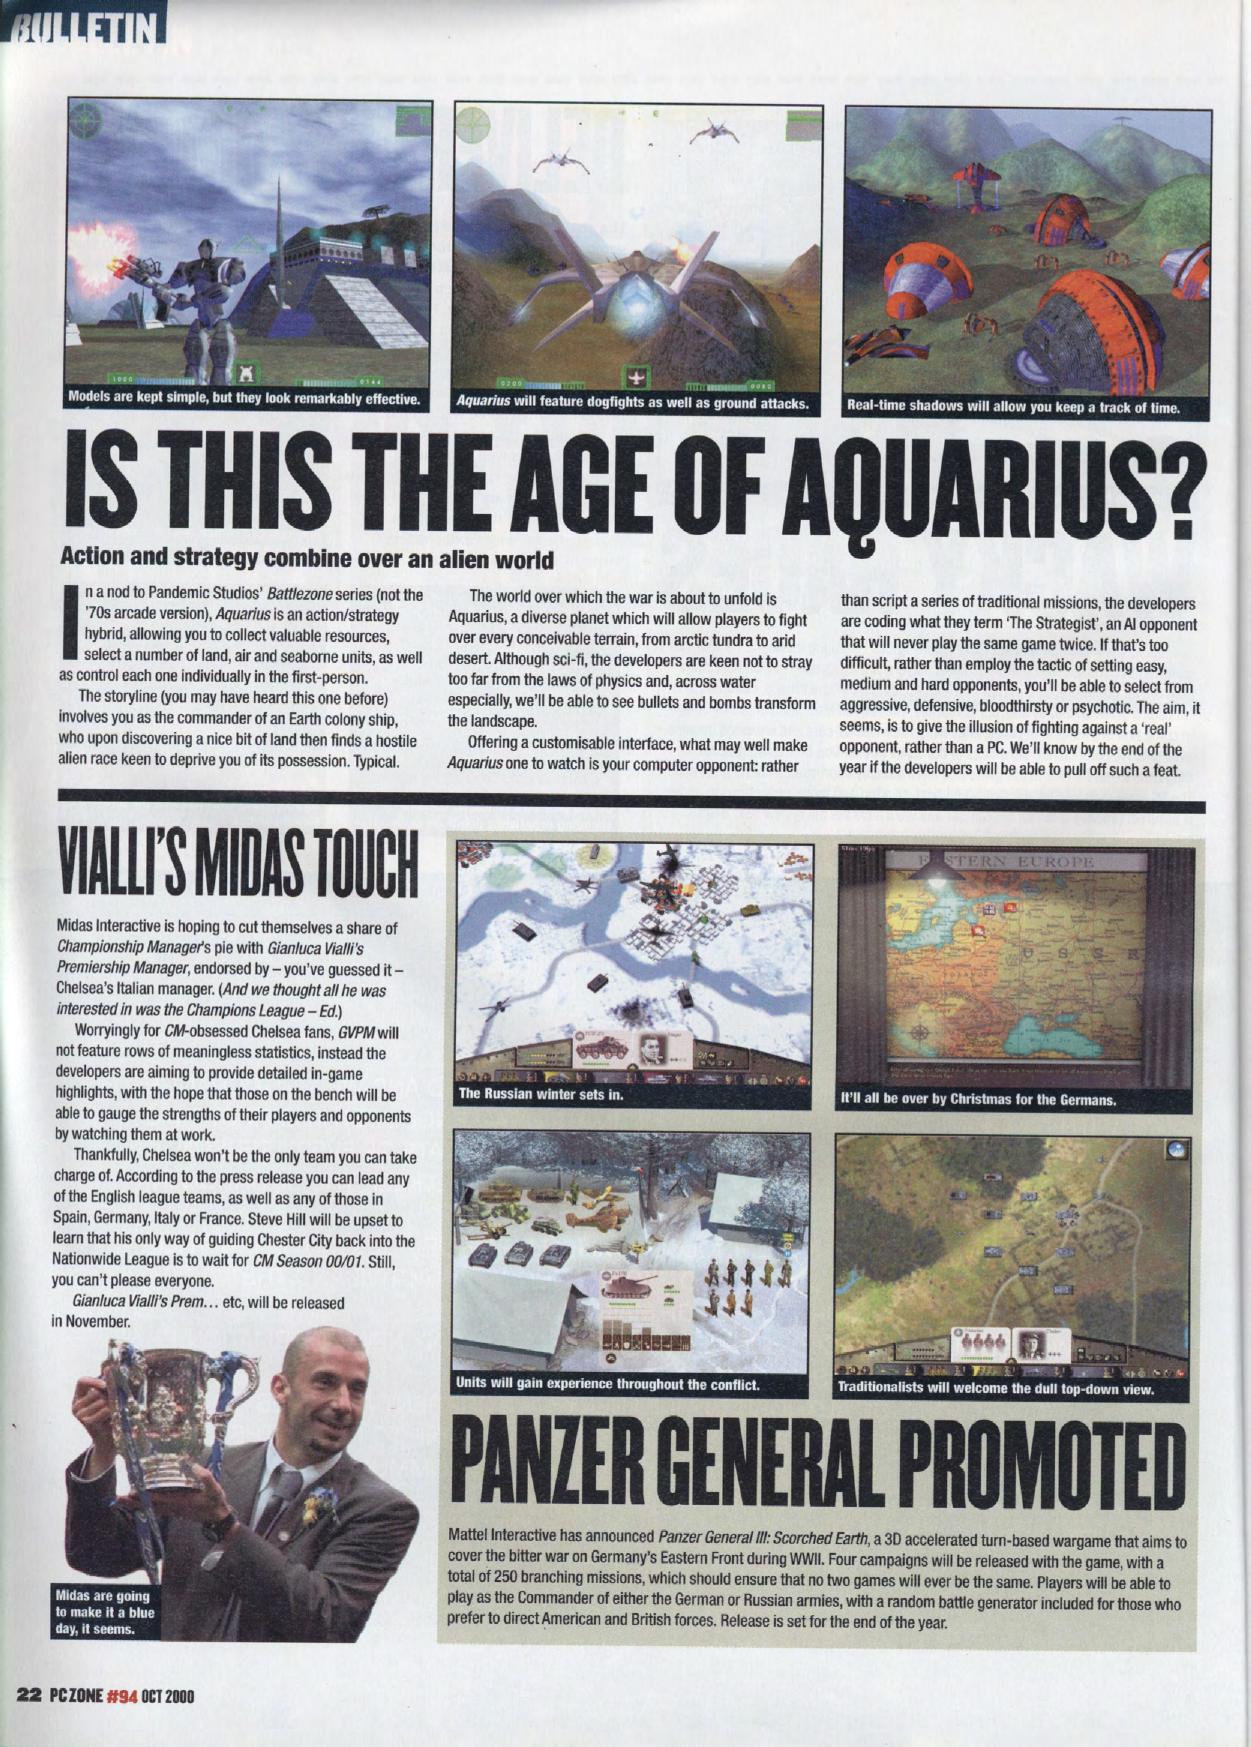 BULLETIN
Models are kept simple, but they look remarkably effective.
Aquarius will feature dogfights as well as ground attacks.
Real-time shadows will allow you keep a track of time.
IS THIS THE AGE OF AQUARIUS?
Action and strategy combine over an alien world
In a nod to Pandemic Studios' Battlezone series (not the
'70s arcade version), Aquarius is an action/strategy
hybrid, allowing you to collect valuable resources,
select a number of land, air and seaborne units, as well
as control each one individually in the first-person.
The storyline (you may have heard this one before)
involves you as the commander of an Earth colony ship,
who upon discovering a nice bit of land then finds a hostile
alien race keen to deprive you of its possession. Typical.
The world over which the war is about to unfold is
Aquarius, a diverse planet which will allow players to fight
over every conceivable terrain, from arctic tundra to arid
desert. Although sci-fi, the developers are keen not to stray
too far from the laws of physics and, across water
especially, we'll be able to see bullets and bombs transform
the landscape.
Offering a customisable interface, what may well make
Aquarius one to watch is your computer opponent: rather
than script a series of traditional missions, the developers
are coding what they term 'The Strategist', an AI opponent
that will never play the same game twice. If that's too
difficult, rather than employ the tactic of setting easy,
medium and hard opponents, you'll be able to select from
aggressive, defensive, bloodthirsty or psychotic. The aim, it
seems, is to give the illusion of fighting against a 'real'
opponent, rather than a PC. We'll know by the end of the
year if the developers will be able to pull off such a feat.
VIALLI'S MIDAS TOUCH
Midas Interactive is hoping to cut themselves a share of
Championship Manager's pie with Gianluca Vialli's
Premiership Manager, endorsed by – you've guessed it –
Chelsea's Italian manager. (And we thought all he was
interested in was the Champions League – Ed.)
Worryingly for CM-obsessed Chelsea fans, GVPM will
not feature rows of meaningless statistics, instead the
developers are aiming to provide detailed in-game
highlights, with the hope that those on the bench will be
able to gauge the strengths of their players and opponents
by watching them at work.
Thankfully, Chelsea won't be the only team you can take
charge of. According to the press release you can lead any
of the English league teams, as well as any of those in
Spain, Germany, Italy or France. Steve Hill will be upset to
learn that his only way of guiding Chester City back into the
Nationwide League is to wait for CM Season 00/01. Still,
you can't please everyone.
Gianluca Vialli's Prem... etc, will be released
in November.
Midas are going
to make it a blue
day, it seems.
The Russian winter sets in.
EASTERN EUROPE
USSR
It'll all be over by Christmas for the Germans.
Units will gain experience throughout the conflict.
Traditionalists will welcome the dull top-down view.
PANZER GENERAL PROMOTED
Mattel Interactive has announced Panzer General III: Scorched Earth, a 3D accelerated turn-based wargame that aims to
cover the bitter war on Germany's Eastern Front during WWII. Four campaigns will be released with the game, with a
total of 250 branching missions, which should ensure that no two games will ever be the same. Players will be able to
play as the Commander of either the German or Russian armies, with a random battle generator included for those who
prefer to direct American and British forces. Release is set for the end of the year.
22 PCZONE #94 OCT 2000